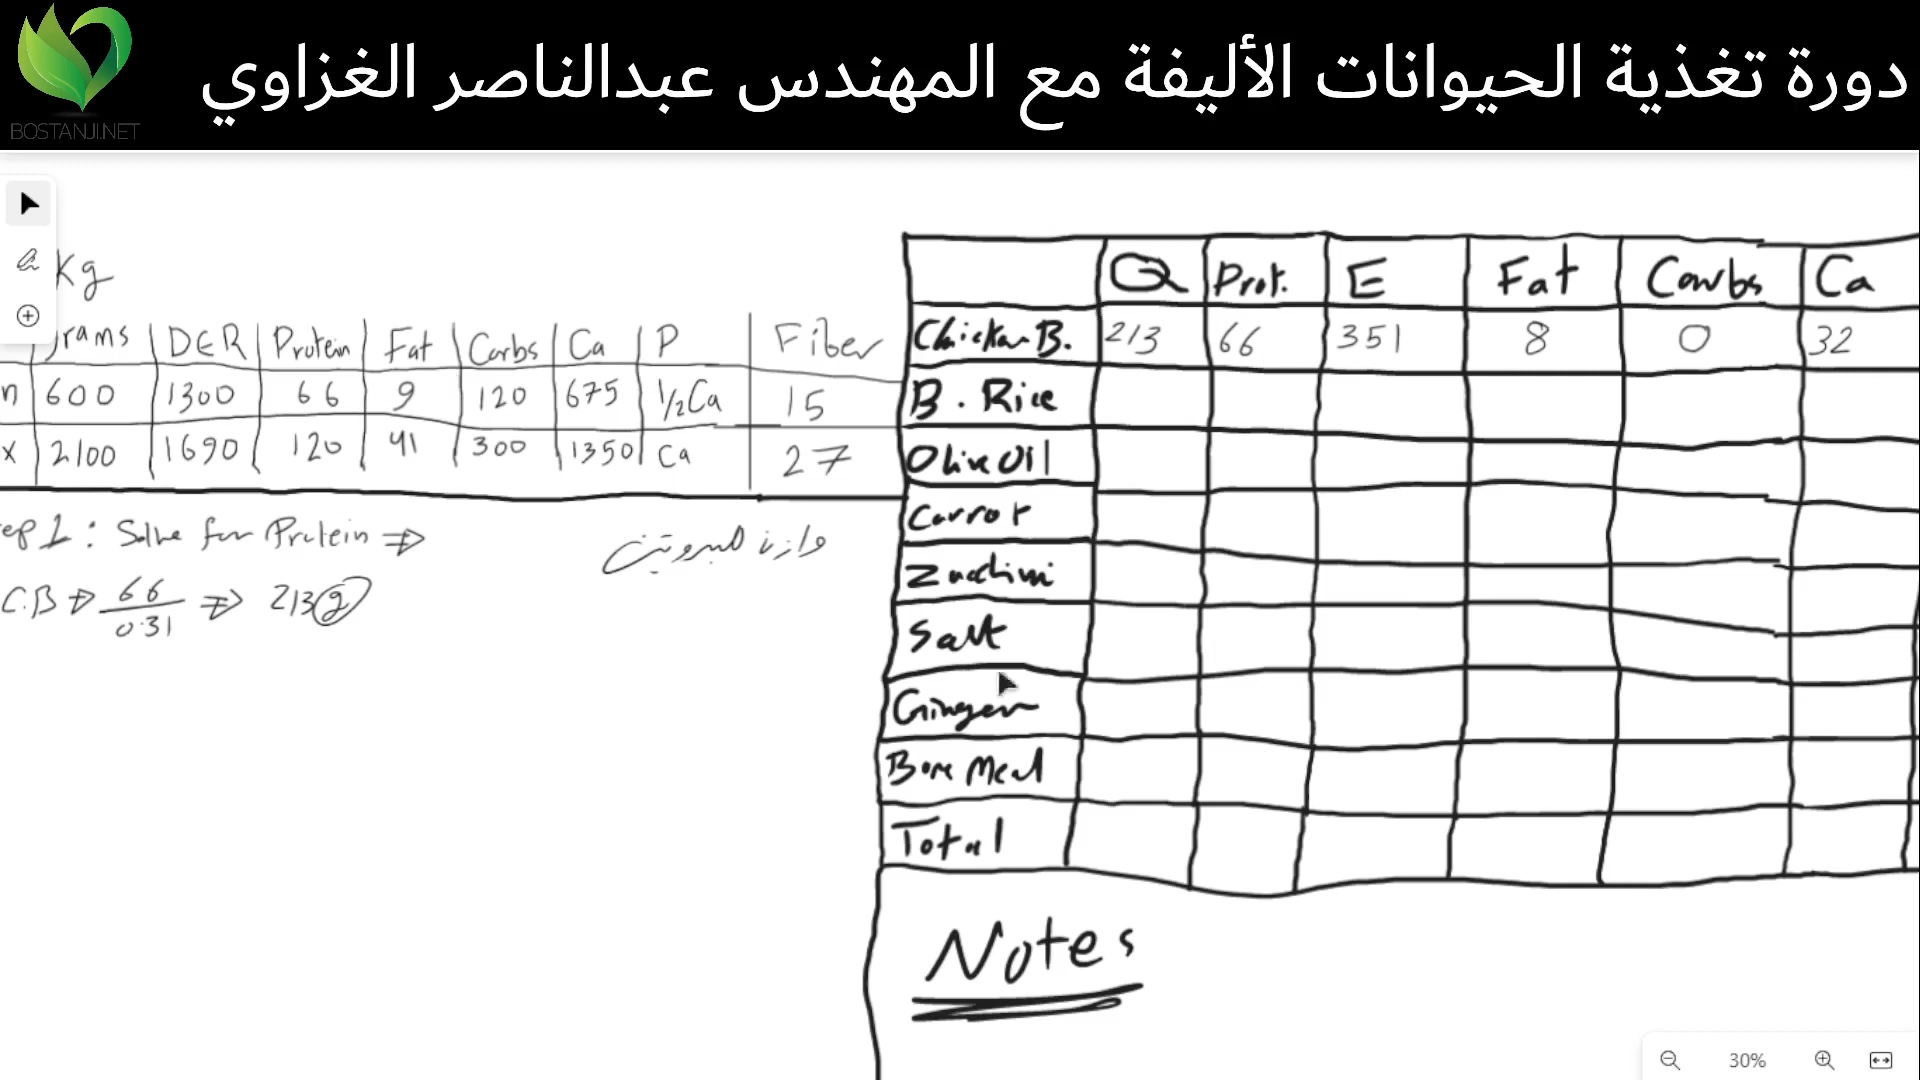 دورة تغذية الحيوانات الأليفة مع المهندس عبدالناصر الغزاوي
BOSTANJI.NET
Kg
rams DER Protein Fat Carbs Ca P Fiber
n 600 1300 66 9 120 675 1/2Ca 15
x 2100 1690 120 41 300 1350 Ca 27
ep 1: Solve for Protein ⇒
C.B ⇒ 66/0.31 ⇒ 213g
Q Prot. E Fat Carbs Ca
Chicken B. 213 66 351 8 0 32
B. Rice
Olive Oil
Carrot
Zucchini
Salt
Ginger
Bone Meal
Total
Notes
30%